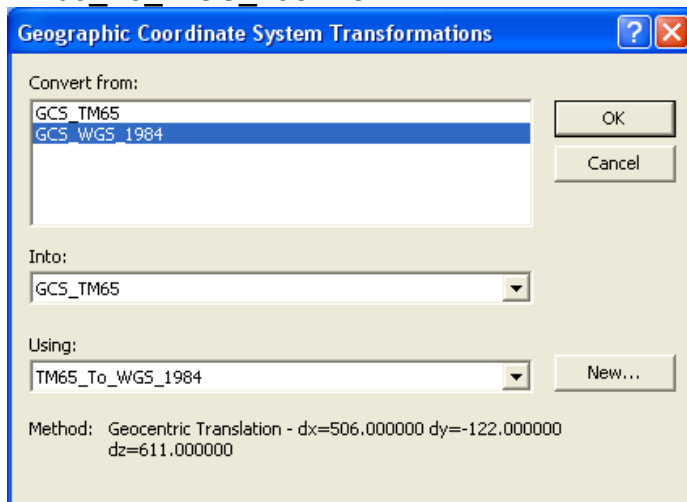 Geographic Coordinate System Transformations
Convert from:
GCS_TM65
GCS_WGS_1984
OK
Cancel
Into:
GCS_TM65
Using:
TM65_To_WGS_1984
New...
Method: Geocentric Translation - dx=506.000000 dy=-122.000000
dz=611.000000